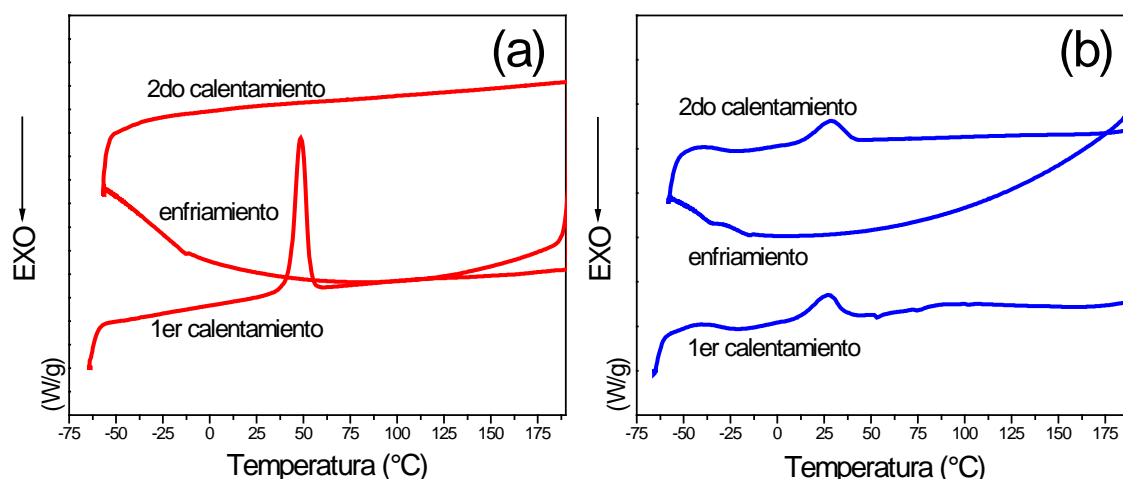 (a)
2do calentamiento
enfriamiento
1er calentamiento
EXO
(W/g)
-75 -50 -25 0 25 50 75 100 125 150 175
Temperatura (°C)
(b)
2do calentamiento
enfriamiento
1er calentamiento
EXO
(W/g)
-75 -50 -25 0 25 50 75 100 125 150 175
Temperatura (°C)